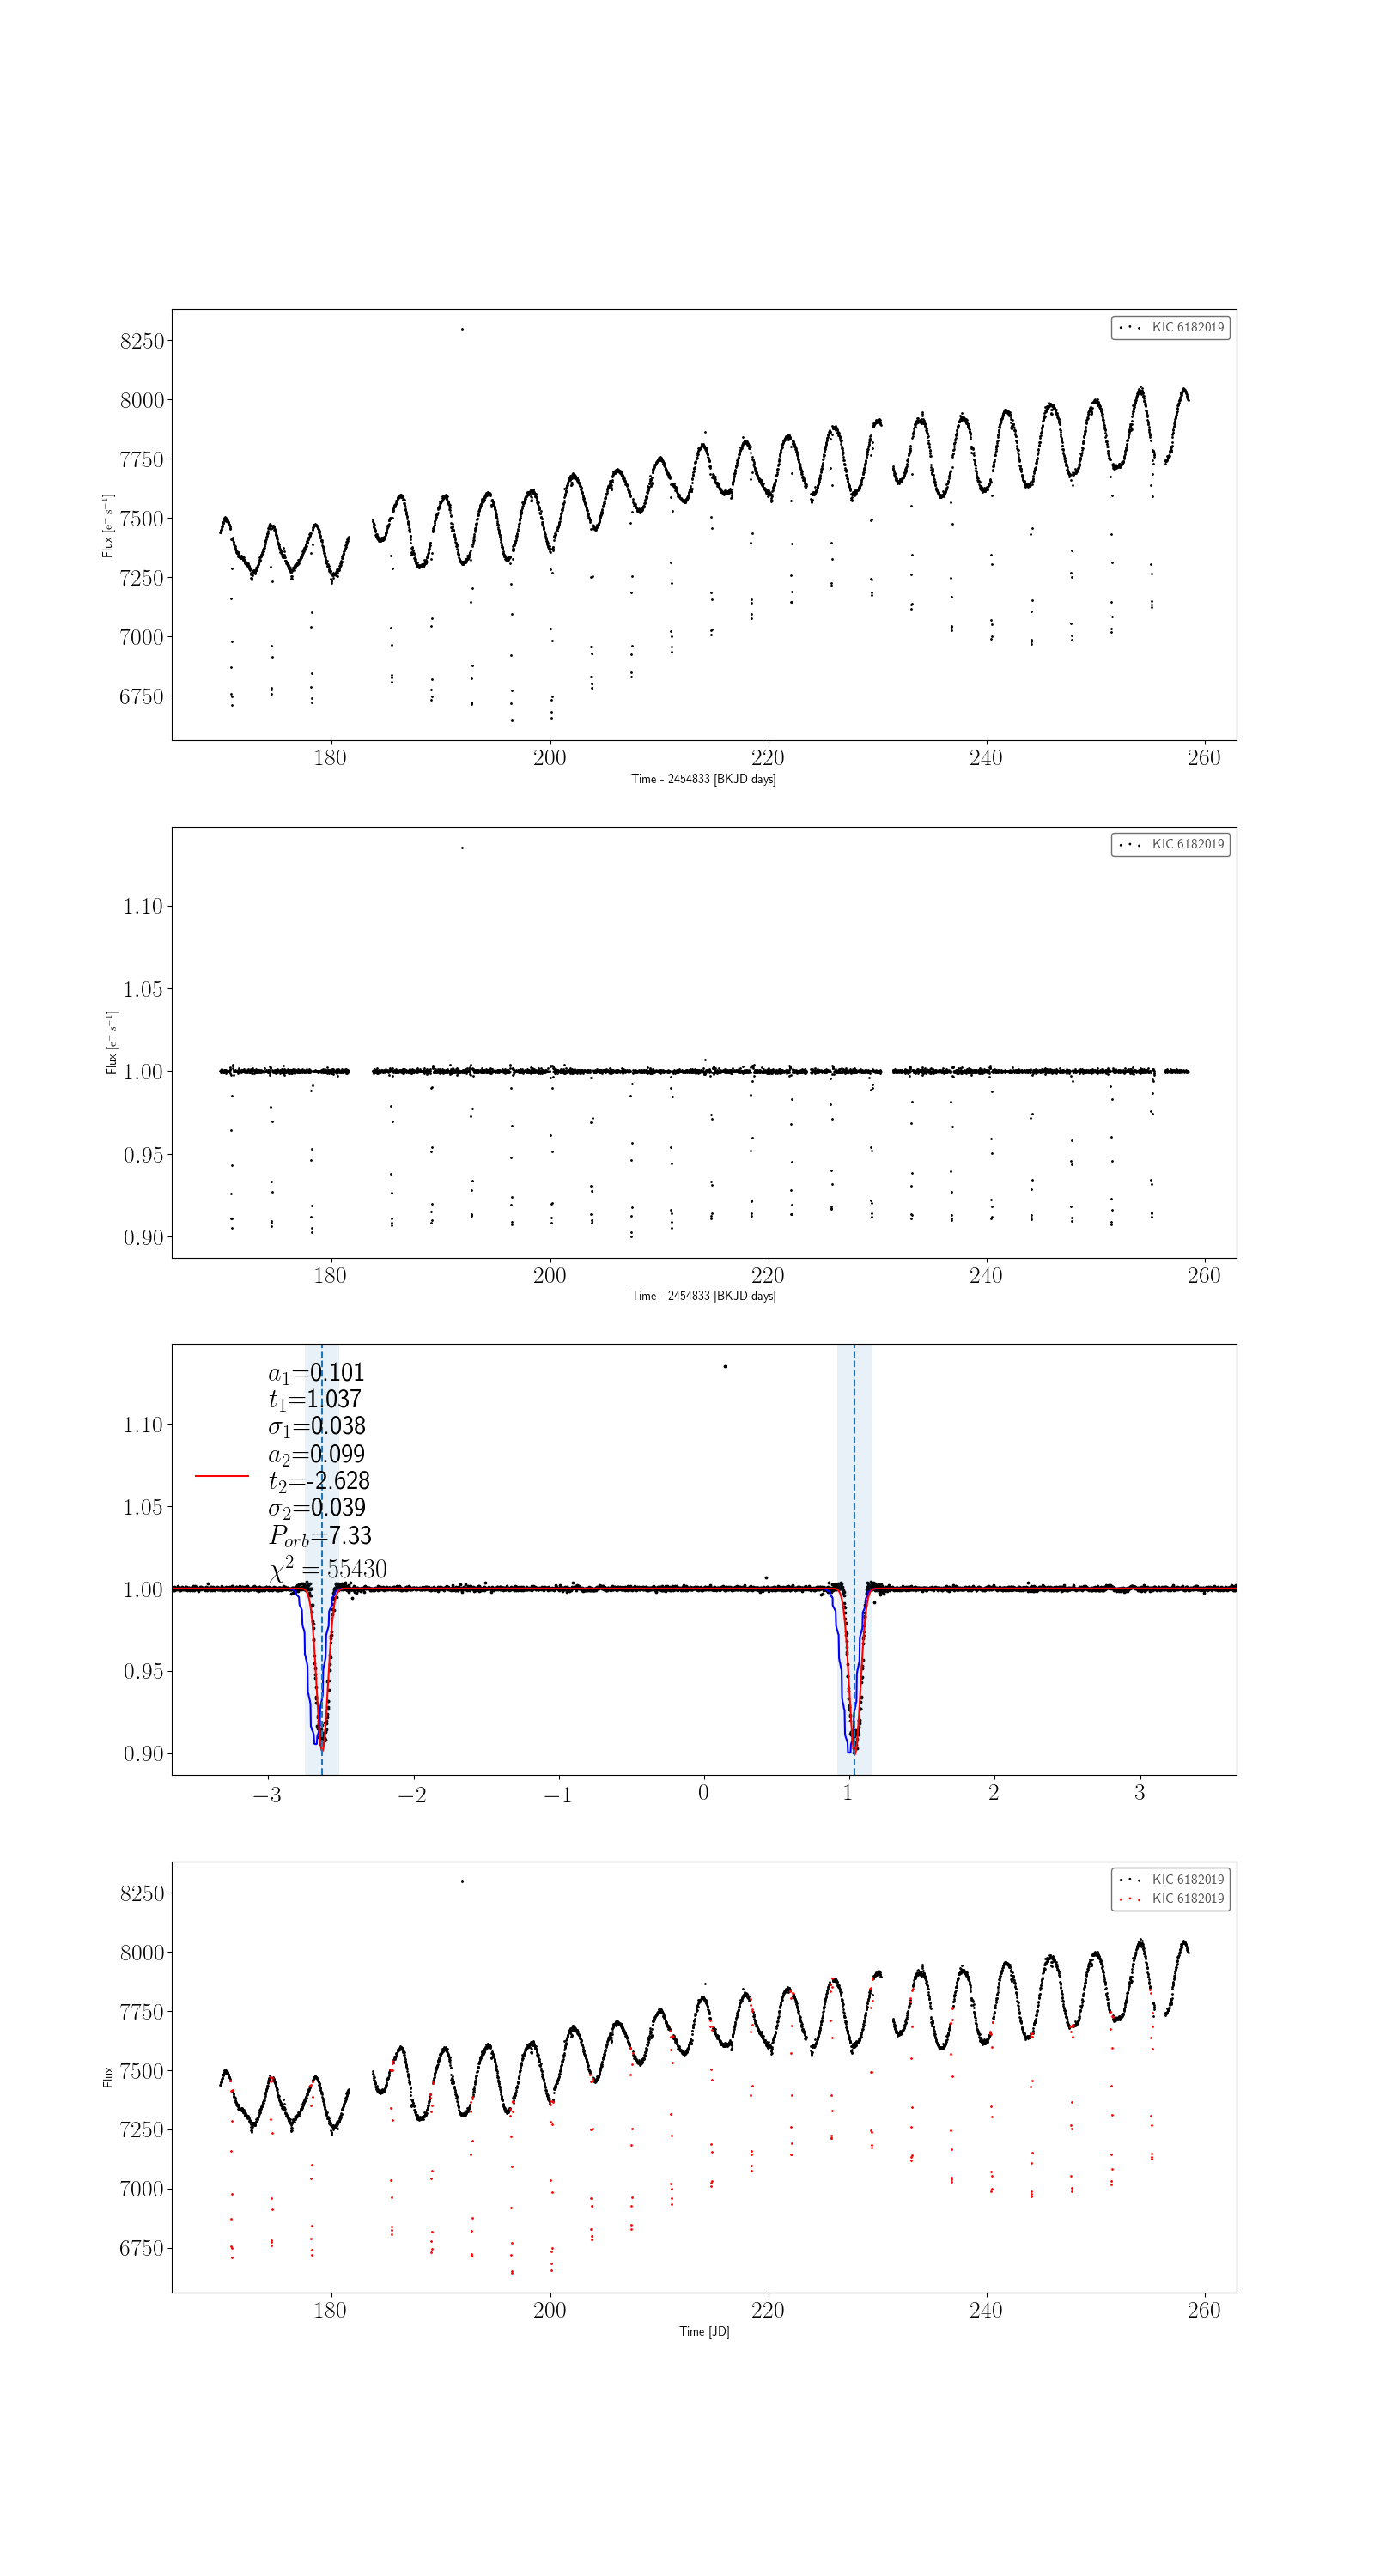 KIC 6182019
8250
8000
7750
7500
7250
7000
6750
Flux [e⁻ s⁻¹]
180 200 220 240 260
Time - 2454833 [BKJD days]
KIC 6182019
1.10
1.05
1.00
0.95
0.90
Flux [e⁻ s⁻¹]
180 200 220 240 260
Time - 2454833 [BKJD days]
a₁=0.101
t₁=1.037
σ₁=0.038
a₂=0.099
t₂=-2.628
σ₂=0.039
P_orb=7.33
χ² = 55430
1.10
1.05
1.00
0.95
0.90
−3 −2 −1 0 1 2 3
KIC 6182019
KIC 6182019
8250
8000
7750
7500
7250
7000
6750
Flux
180 200 220 240 260
Time [JD]